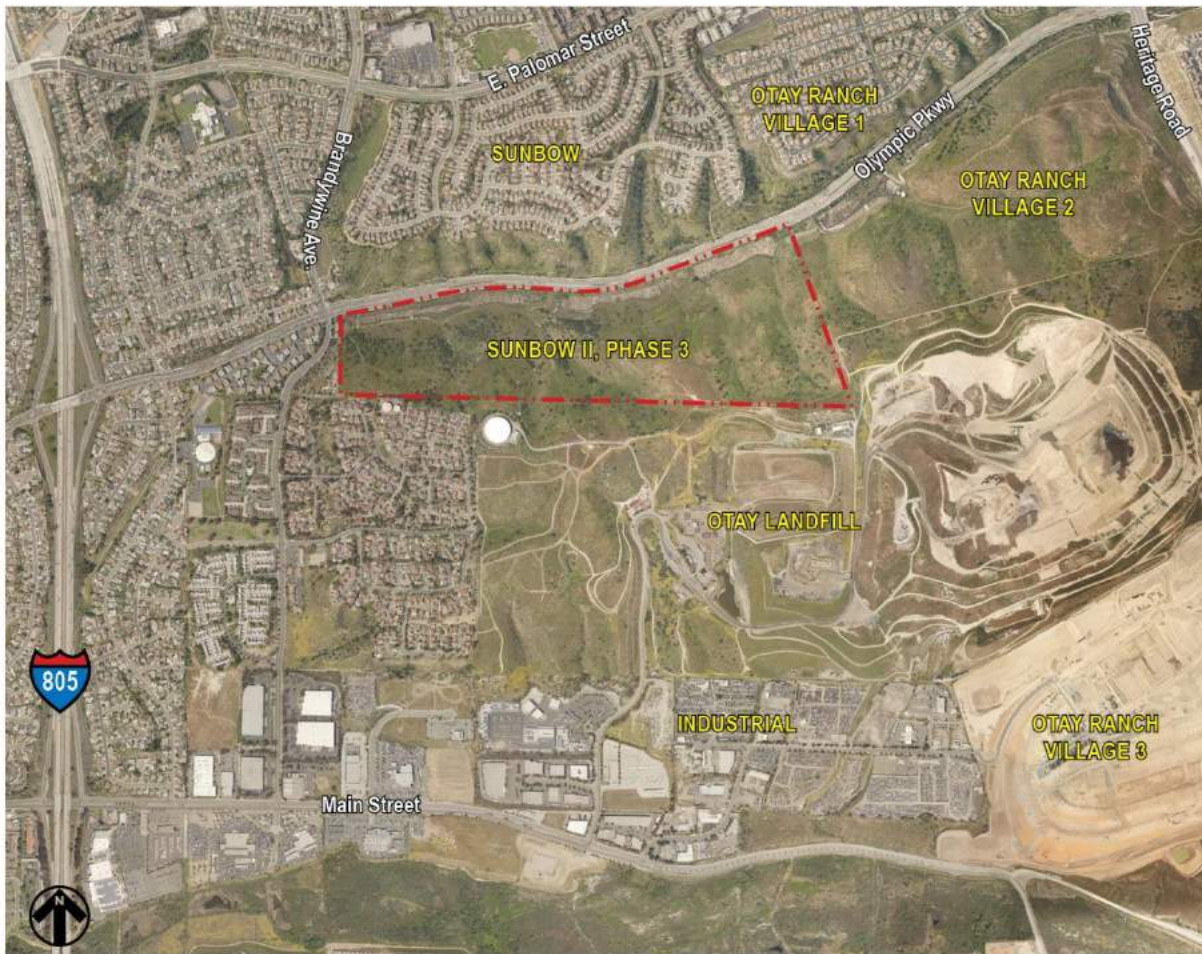 E. Palomar Street
Heritage Road
OTAY RANCH
VILLAGE 1
Olympic Pkwy
Brandywine Ave.
SUNBOW
OTAY RANCH
VILLAGE 2
SUNBOW II, PHASE 3
OTAY LANDFILL
805
INDUSTRIAL
OTAY RANCH
VILLAGE 3
Main Street
N